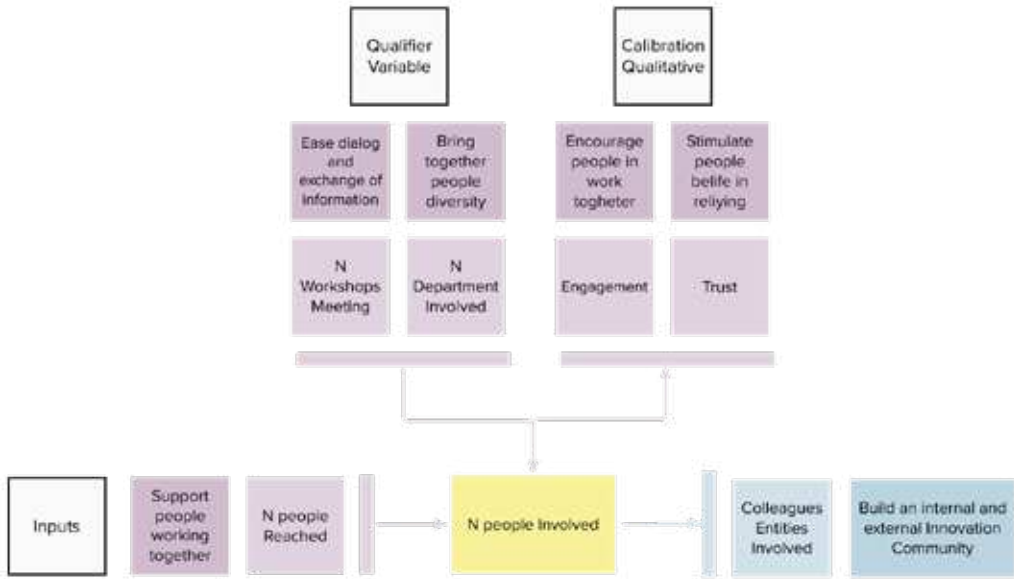 Qualifier
Variable
Calibration
Qualitative
Ease dialog
and
exchange of
Information
Bring
together
people
diversity
Encourage
people in
work
togheter
Stimulate
people
belife in
reliying
N
Workshops
Meeting
N
Department
Involved
Engagement
Trust
Inputs
Support
people
working
together
N people
Reached
N people Involved
Colleagues
Entities
Involved
Build an internal and
external Innovation
Community